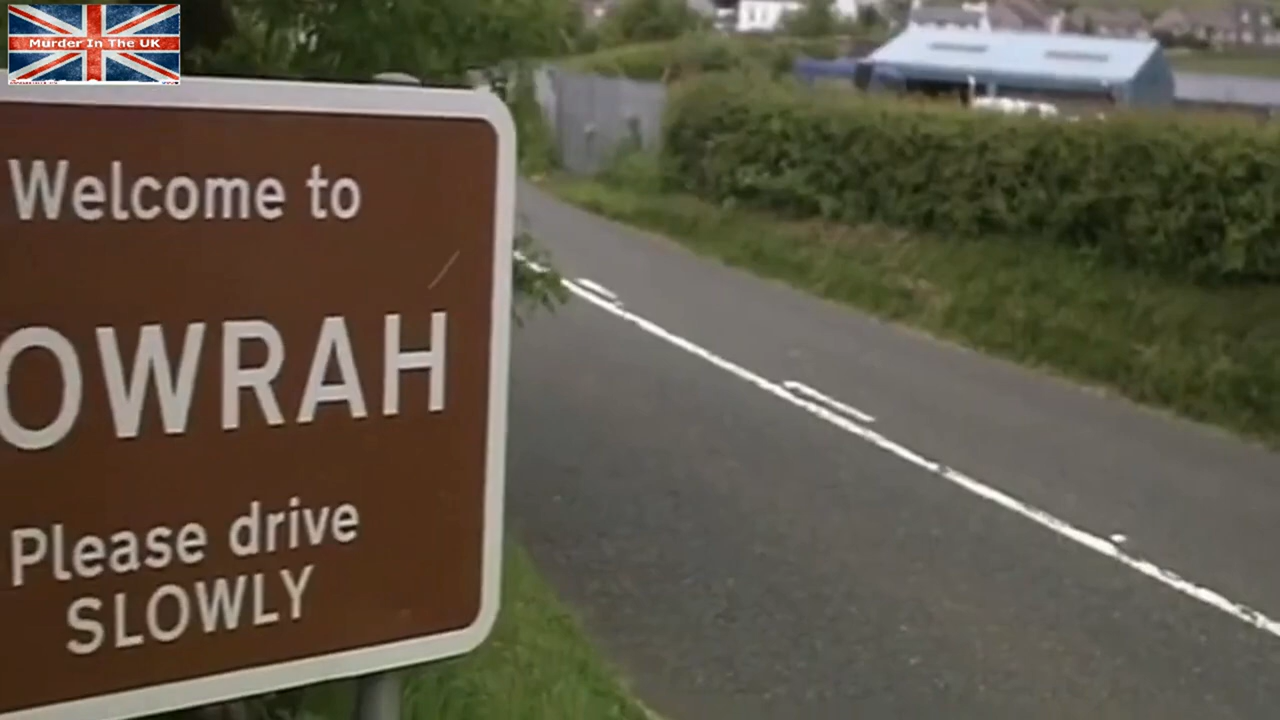 Murder In The UK
Welcome to
OWRAH
Please drive
SLOWLY